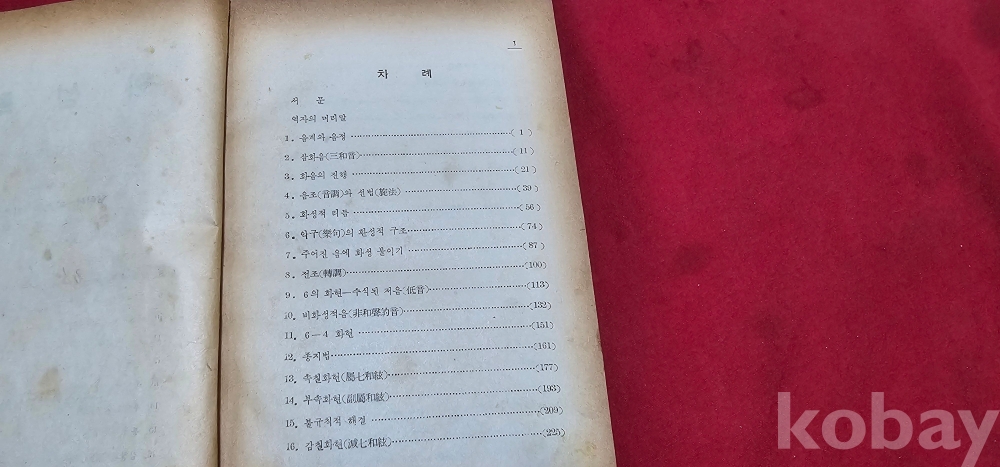 1
차 례
서 문
역자의 머리말
1. 음계와 음정 ( 1 )
2. 삼화음(三和音) ( 11 )
3. 화음의 진행 ( 21 )
4. 음조(音調)와 선법(旋法) ( 39 )
5. 화성적 리듬 ( 56 )
6. 악구(樂句)의 화성적 구조 ( 74 )
7. 주어진 음에 화성 붙이기 ( 87 )
8. 전조(轉調) (100)
9. 6의 화현—수식된 저음(低音) (113)
10. 비화성적음(非和聲的音) (132)
11. 6—4 화현 (151)
12. 종지법 (161)
13. 속칠화현(屬七和絃) (177)
14. 부속화현(副屬和絃) (193)
15. 불규칙적 해결 (209)
16. 감칠화현(減七和絃) (225)
kobay